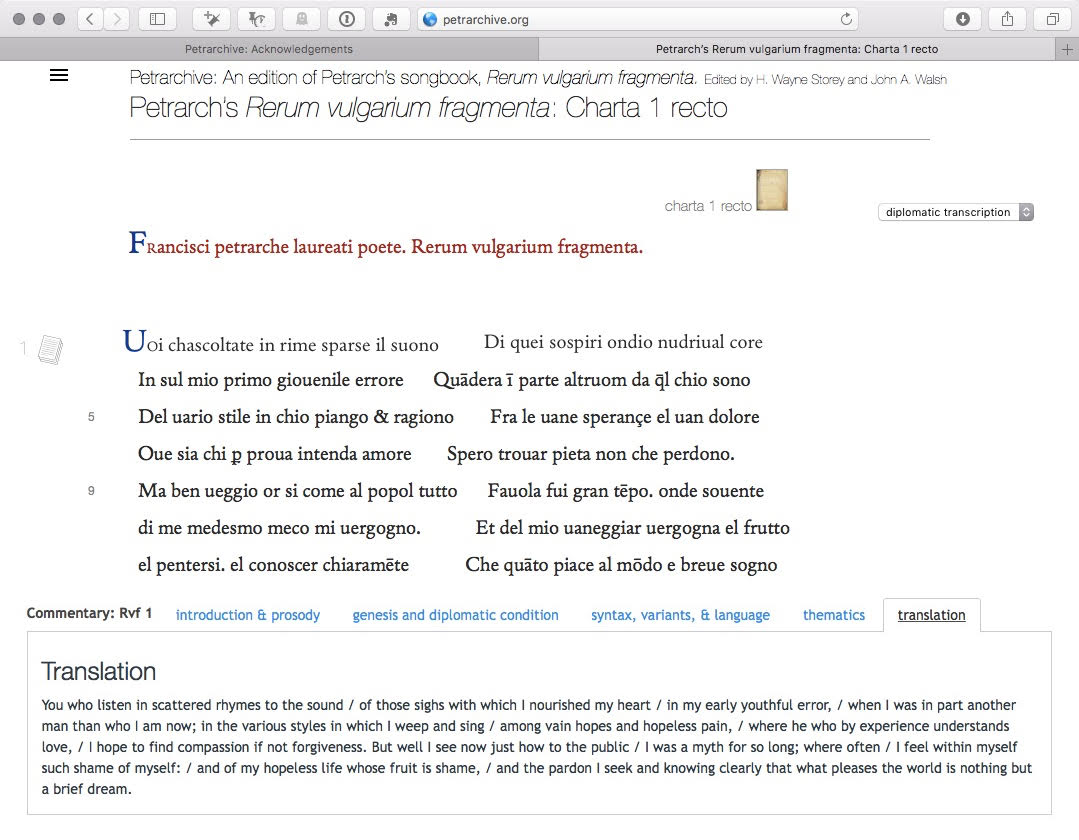 petrarchive.org
Petrarchive: Acknowledgements
Petrarch's Rerum vulgarium fragmenta: Charta 1 recto
Petrarchive: An edition of Petrarch's songbook, Rerum vulgarium fragmenta. Edited by H. Wayne Storey and John A. Walsh
Petrarch's Rerum vulgarium fragmenta: Charta 1 recto
charta 1 recto
diplomatic transcription
FRancisci petrarche laureati poete. Rerum vulgarium fragmenta.
1
UOi chascoltate in rime sparse il suono Di quei sospiri ondio nudriual core
In sul mio primo giouenile errore Quādera ī parte altruom da q̄l chio sono
5 Del uario stile in chio piango & ragiono Fra le uane sperançe el uan dolore
Oue sia chi ꝑ proua intenda amore Spero trouar pieta non che perdono.
9 Ma ben ueggio or si come al popol tutto Fauola fui gran tēpo. onde souente
di me medesmo meco mi uergogno. Et del mio uaneggiar uergogna el frutto
el pentersi. el conoscer chiaramēte Che quāto piace al mōdo e breue sogno
Commentary: Rvf 1 introduction & prosody genesis and diplomatic condition syntax, variants, & language thematics translation
Translation
You who listen in scattered rhymes to the sound / of those sighs with which I nourished my heart / in my early youthful error, / when I was in part another
man than who I am now; in the various styles in which I weep and sing / among vain hopes and hopeless pain, / where he who by experience understands
love, / I hope to find compassion if not forgiveness. But well I see now just how to the public / I was a myth for so long; where often / I feel within myself
such shame of myself: / and of my hopeless life whose fruit is shame, / and the pardon I seek and knowing clearly that what pleases the world is nothing but
a brief dream.